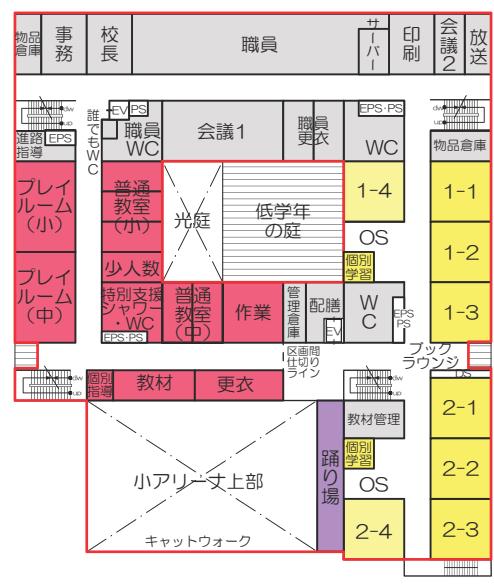 物品
倉庫
事
務
校
長
職員
サーバー
印
刷
会
議
2
放
送
dw
up
誰でもWC
EV
PS
職員
WC
会議1
職員
更衣
EPS・PS
WC
dw
up
進路
指導
EPS
物品倉庫
プレイ
ルーム
(小)
普通
教室
(小)
光庭
低学年
の庭
1-4
1-1
OS
1-2
プレイ
ルーム
(中)
少人数
個別
学習
特別支援
シャワー
・WC
EPS・PS
普通
教室
(中)
作業
管理倉庫
配膳
EV
W
C
EPS
PS
1-3
区画間
仕切り
ライン
ブック
ラウンジ
OS
dw
up
個別
指導
教材
更衣
dw
up
2-1
教材管理
踊り場
個別
学習
2-2
小アリーナ上部
OS
キャットウォーク
2-4
2-3